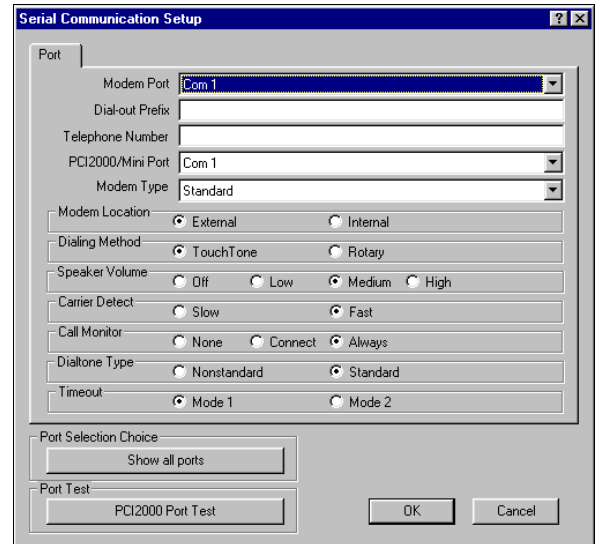 Serial Communication Setup
Port
Modem Port Com 1
Dial-out Prefix
Telephone Number
PCI2000/Mini Port Com 1
Modem Type Standard
Modem Location
External Internal
Dialing Method
TouchTone Rotary
Speaker Volume
Off Low Medium High
Carrier Detect
Slow Fast
Call Monitor
None Connect Always
Dialtone Type
Nonstandard Standard
Timeout
Mode 1 Mode 2
Port Selection Choice
Show all ports
Port Test
PCI2000 Port Test
OK Cancel